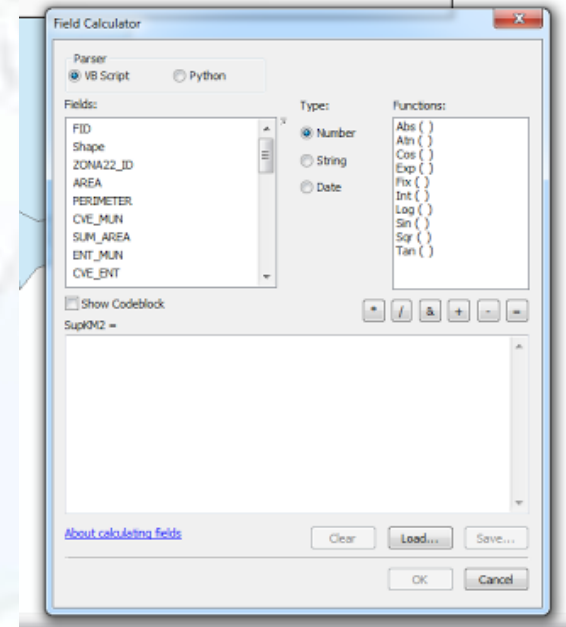 Field Calculator
Parser
VB Script Python
Fields: Type: Functions:
FID
Shape
ZONA22_ID
AREA
PERIMETER
CVE_MUN
SUM_AREA
ENT_MUN
CVE_ENT
Number
String
Date
Abs ( )
Atn ( )
Cos ( )
Exp ( )
Fix ( )
Int ( )
Log ( )
Sin ( )
Sqr ( )
Tan ( )
Show Codeblock
* / & + - =
SupKM2 =
About calculating fields Clear Load... Save...
OK Cancel